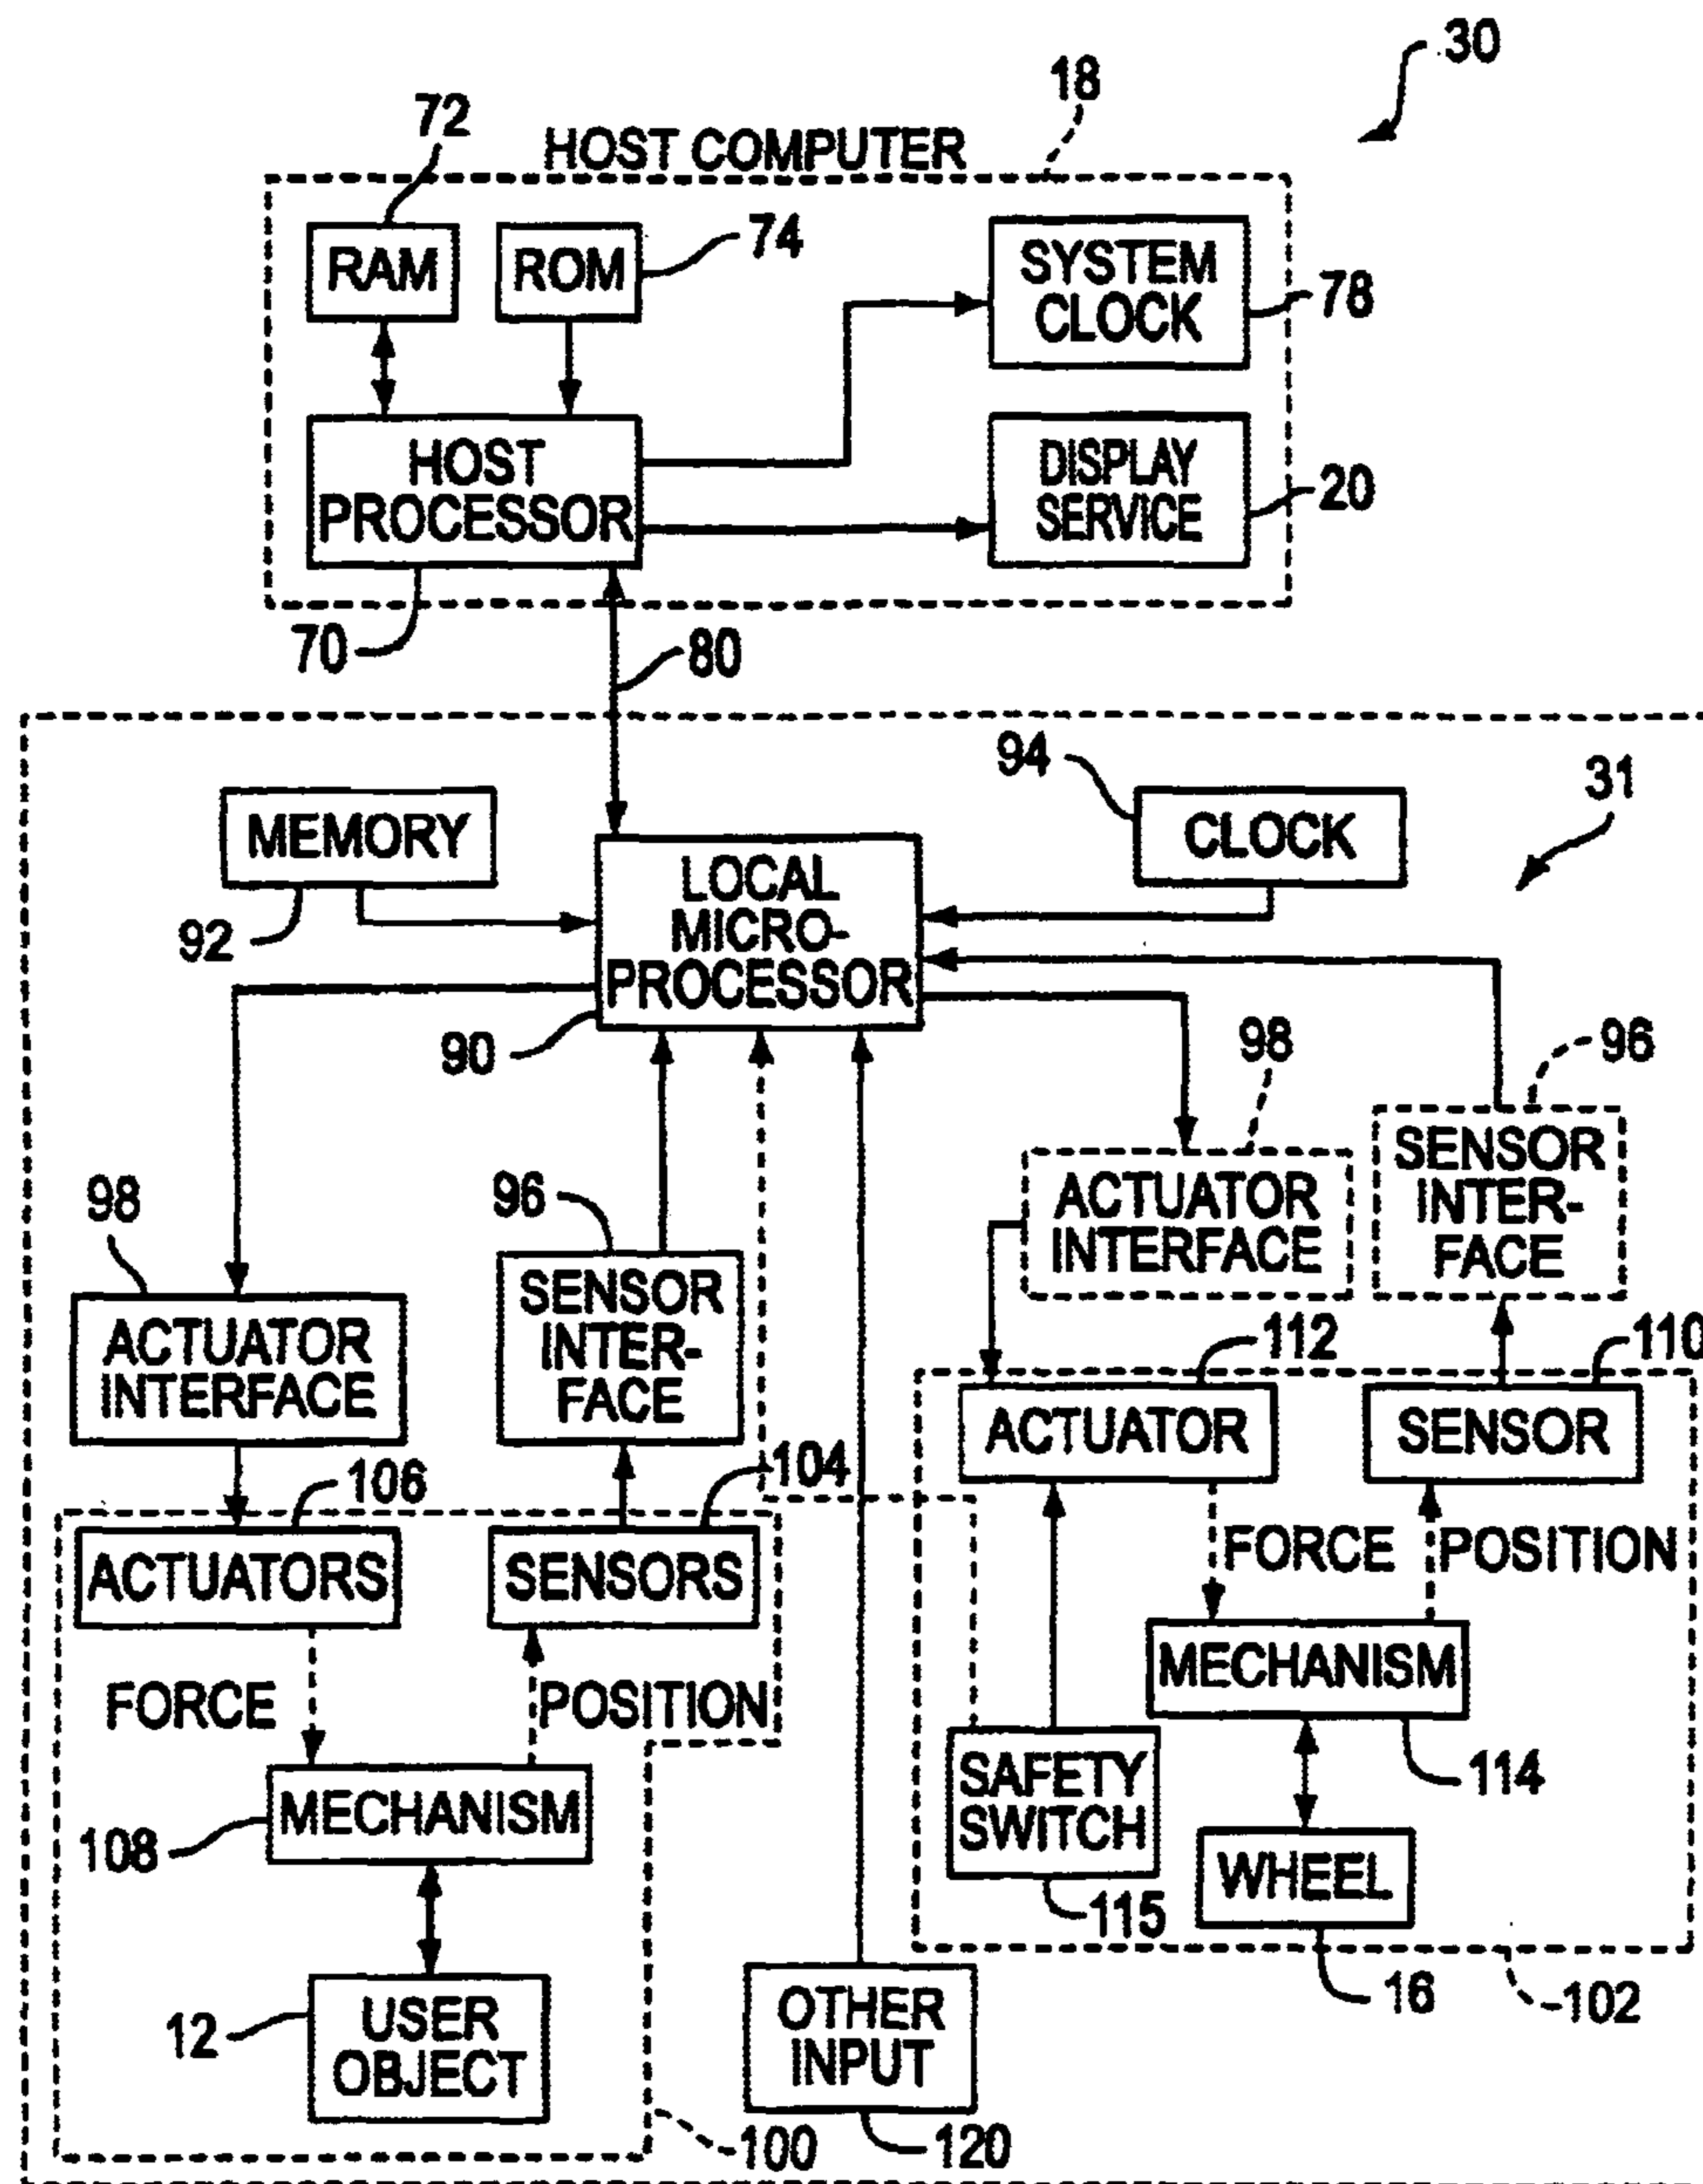 30
18
72
HOST COMPUTER
RAM
ROM
74
SYSTEM
CLOCK
78
HOST
PROCESSOR
DISPLAY
SERVICE
20
70
80
94
31
MEMORY
CLOCK
92
LOCAL
MICRO-
PROCESSOR
90
98
96
98
96
ACTUATOR
INTERFACE
SENSOR
INTER-
FACE
ACTUATOR
INTERFACE
SENSOR
INTER-
FACE
112
110
ACTUATOR
SENSOR
106
104
ACTUATORS
SENSORS
FORCE
POSITION
FORCE
POSITION
MECHANISM
114
SAFETY
SWITCH
MECHANISM
108
WHEEL
115
16
102
12
USER
OBJECT
OTHER
INPUT
100
120